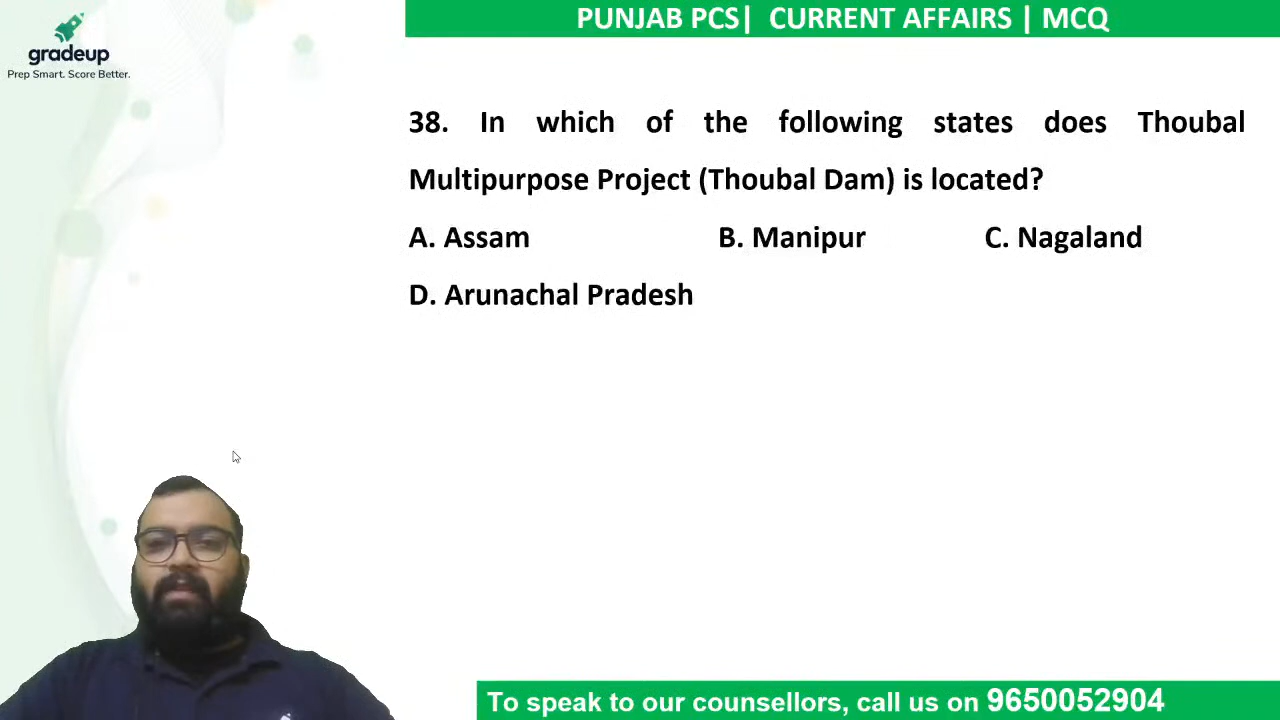 gradeup
Prep Smart. Score Better.
PUNJAB PCS| CURRENT AFFAIRS | MCQ
38. In which of the following states does Thoubal
Multipurpose Project (Thoubal Dam) is located?
A. Assam B. Manipur C. Nagaland
D. Arunachal Pradesh
To speak to our counsellors, call us on 9650052904